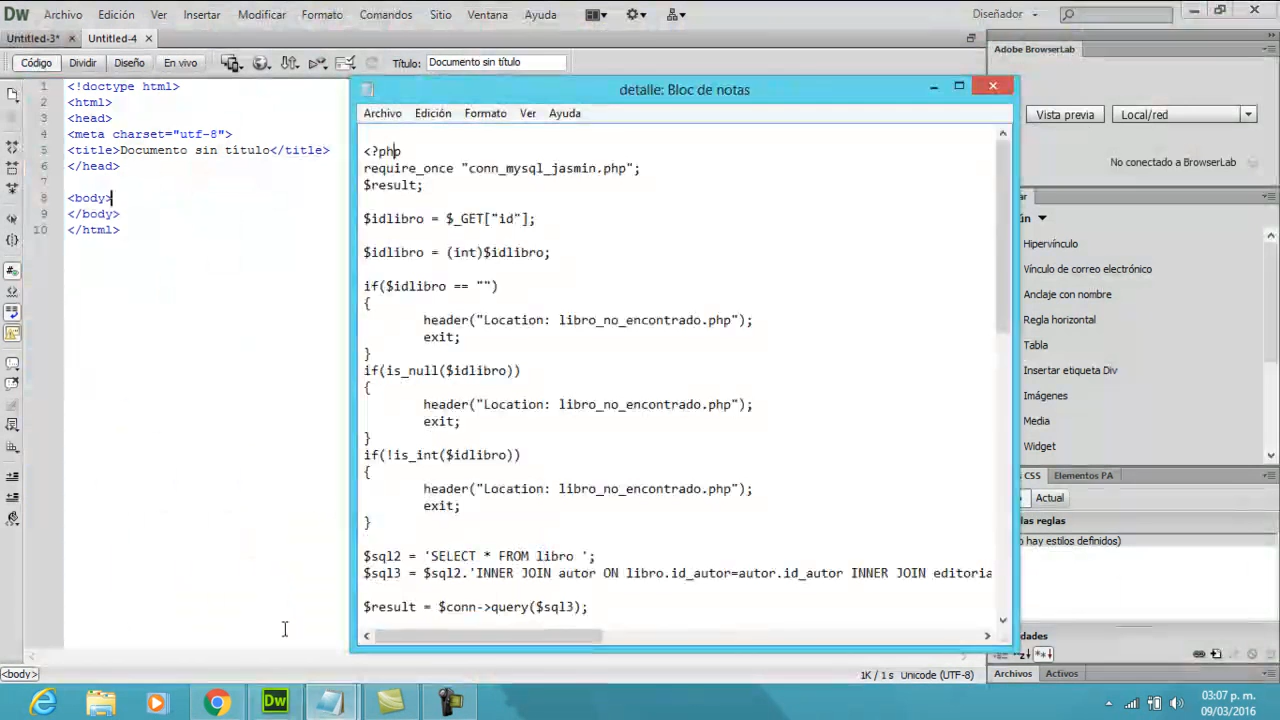 Dw Archivo Edición Ver Insertar Modificar Formato Comandos Sitio Ventana Ayuda Diseñador
Untitled-3* × Untitled-4 ×
Código Dividir Diseño En vivo Título: Documento sin título
1 <!doctype html>
2 <html>
3 <head>
4 <meta charset="utf-8">
5 <title>Documento sin título</title>
6 </head>
7
8 <body>
9 </body>
10 </html>
detalle: Bloc de notas
Archivo Edición Formato Ver Ayuda
<?php
require_once "conn_mysql_jasmin.php";
$result;
$idlibro = $_GET["id"];
$idlibro = (int)$idlibro;
if($idlibro == "")
{
header("Location: libro_no_encontrado.php");
exit;
}
if(is_null($idlibro))
{
header("Location: libro_no_encontrado.php");
exit;
}
if(!is_int($idlibro))
{
header("Location: libro_no_encontrado.php");
exit;
}
$sql2 = 'SELECT * FROM libro ';
$sql3 = $sql2.'INNER JOIN autor ON libro.id_autor=autor.id_autor INNER JOIN editoria
$result = $conn->query($sql3);
Adobe BrowserLab
Vista previa Local/red
No conectado a BrowserLab
ar
ún
Hipervínculo
Vínculo de correo electrónico
Anclaje con nombre
Regla horizontal
Tabla
Insertar etiqueta Div
Imágenes
Media
Widget
CSS Elementos PA
Actual
las reglas
o hay estilos definidos)
dades
Archivos Activos
<body> 1K / 1 s Unicode (UTF-8)
Dw
03:07 p. m.
09/03/2016